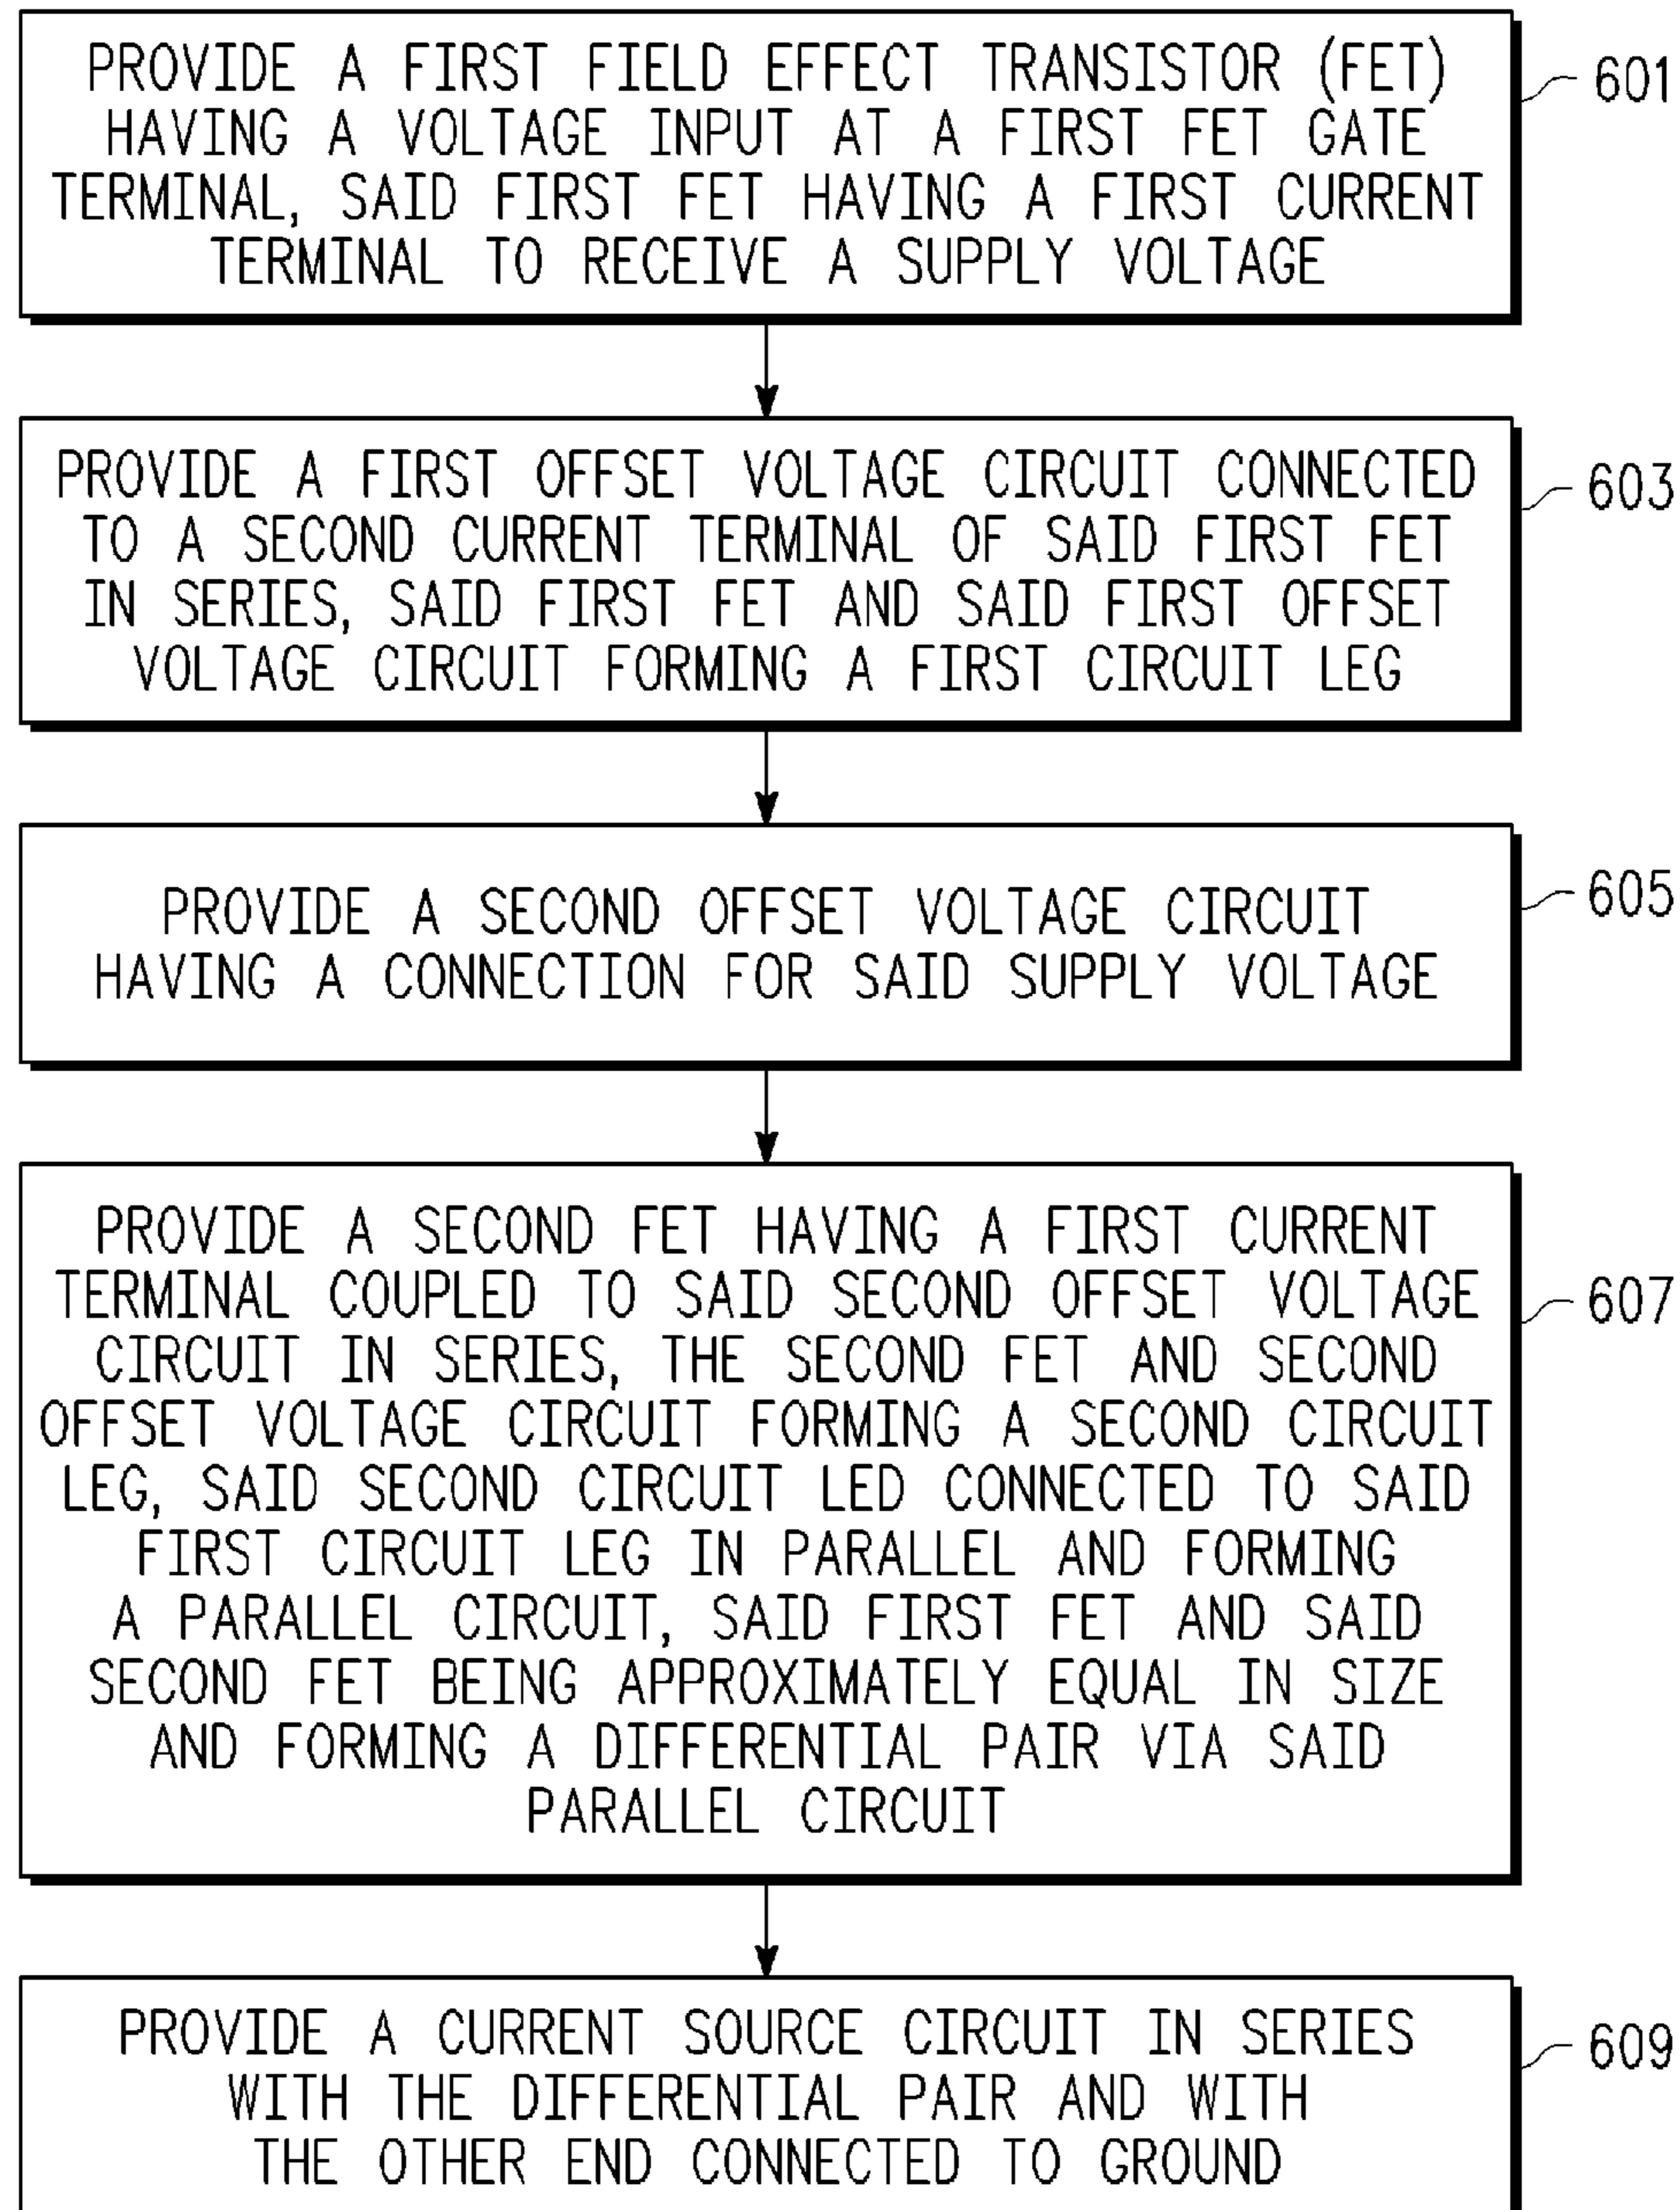 PROVIDE A FIRST FIELD EFFECT TRANSISTOR (FET)
HAVING A VOLTAGE INPUT AT A FIRST FET GATE
TERMINAL, SAID FIRST FET HAVING A FIRST CURRENT
TERMINAL TO RECEIVE A SUPPLY VOLTAGE
601
PROVIDE A FIRST OFFSET VOLTAGE CIRCUIT CONNECTED
TO A SECOND CURRENT TERMINAL OF SAID FIRST FET
IN SERIES, SAID FIRST FET AND SAID FIRST OFFSET
VOLTAGE CIRCUIT FORMING A FIRST CIRCUIT LEG
603
PROVIDE A SECOND OFFSET VOLTAGE CIRCUIT
HAVING A CONNECTION FOR SAID SUPPLY VOLTAGE
605
PROVIDE A SECOND FET HAVING A FIRST CURRENT
TERMINAL COUPLED TO SAID SECOND OFFSET VOLTAGE
CIRCUIT IN SERIES, THE SECOND FET AND SECOND
OFFSET VOLTAGE CIRCUIT FORMING A SECOND CIRCUIT
LEG, SAID SECOND CIRCUIT LED CONNECTED TO SAID
FIRST CIRCUIT LEG IN PARALLEL AND FORMING
A PARALLEL CIRCUIT, SAID FIRST FET AND SAID
SECOND FET BEING APPROXIMATELY EQUAL IN SIZE
AND FORMING A DIFFERENTIAL PAIR VIA SAID
PARALLEL CIRCUIT
607
PROVIDE A CURRENT SOURCE CIRCUIT IN SERIES
WITH THE DIFFERENTIAL PAIR AND WITH
THE OTHER END CONNECTED TO GROUND
609